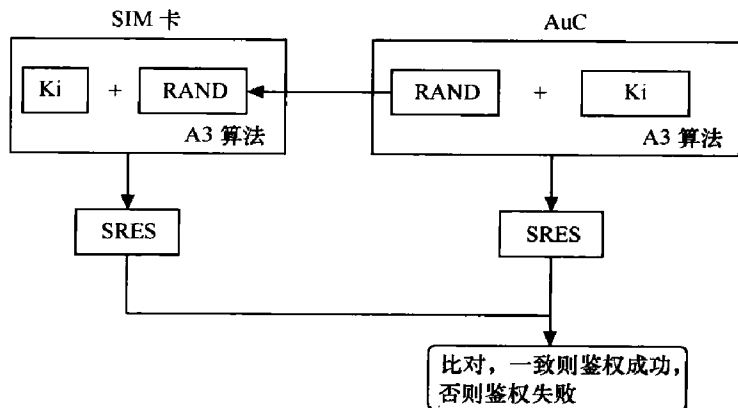 SIM 卡
AuC
Ki + RAND
RAND + Ki
A3 算法
A3 算法
SRES
SRES
比对，一致则鉴权成功，
否则鉴权失败